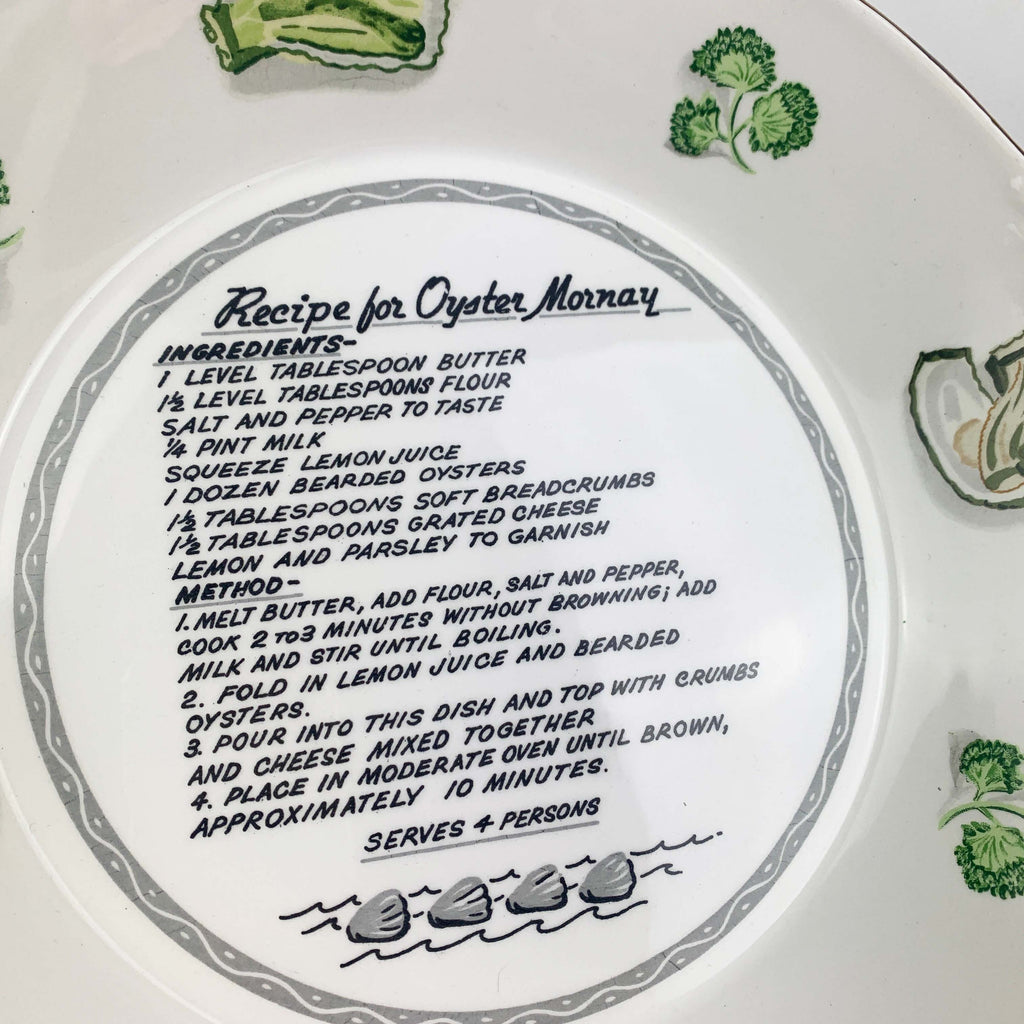 Recipe for Oyster Mornay
INGREDIENTS-
1 LEVEL TABLESPOON BUTTER
1½ LEVEL TABLESPOONS FLOUR
SALT AND PEPPER TO TASTE
¼ PINT MILK
SQUEEZE LEMON JUICE
1 DOZEN BEARDED OYSTERS
1½ TABLESPOONS SOFT BREADCRUMBS
1½ TABLESPOONS GRATED CHEESE
LEMON AND PARSLEY TO GARNISH
METHOD-
1. MELT BUTTER, ADD FLOUR, SALT AND PEPPER,
COOK 2 TO 3 MINUTES WITHOUT BROWNING; ADD
MILK AND STIR UNTIL BOILING.
2. FOLD IN LEMON JUICE AND BEARDED
OYSTERS.
3. POUR INTO THIS DISH AND TOP WITH CRUMBS
AND CHEESE MIXED TOGETHER
4. PLACE IN MODERATE OVEN UNTIL BROWN,
APPROXIMATELY 10 MINUTES.
SERVES 4 PERSONS